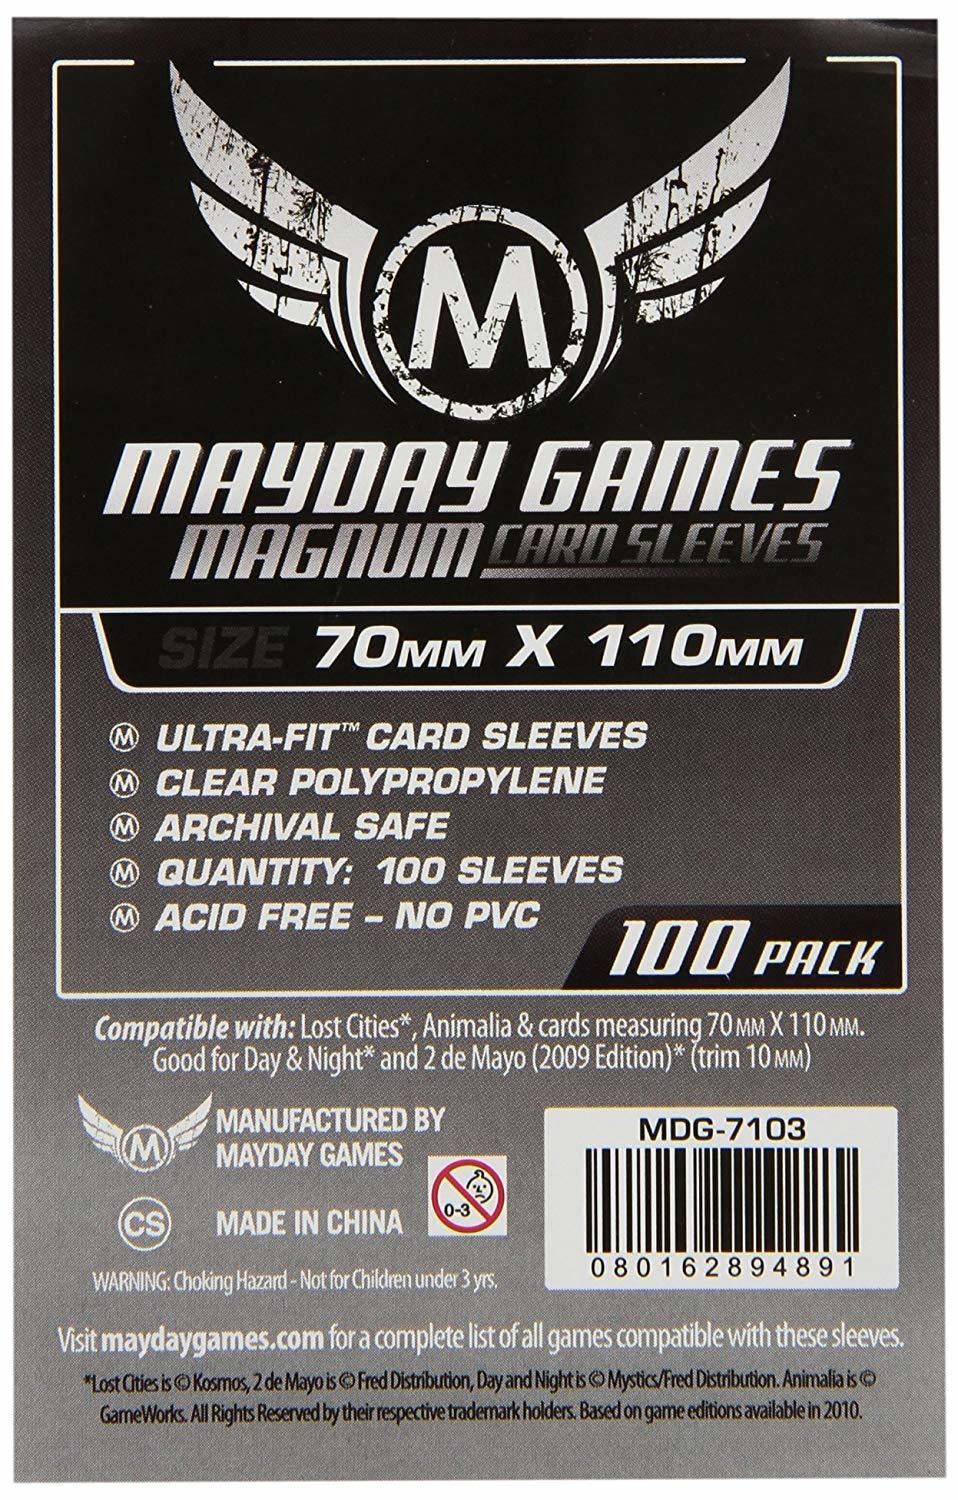 M
MAYDAY GAMES
MAGNUM CARD SLEEVES
SIZE 70MM X 110MM
M ULTRA-FIT™ CARD SLEEVES
M CLEAR POLYPROPYLENE
M ARCHIVAL SAFE
M QUANTITY: 100 SLEEVES
M ACID FREE - NO PVC
100 PACK
Compatible with: Lost Cities*, Animalia & cards measuring 70 MM X 110 MM.
Good for Day & Night* and 2 de Mayo (2009 Edition)* (trim 10 MM)
M
MANUFACTURED BY
MAYDAY GAMES
0-3
CS
MADE IN CHINA
WARNING: Choking Hazard - Not for Children under 3 yrs.
MDG-7103
080162894891
Visit maydaygames.com for a complete list of all games compatible with these sleeves.
*Lost Cities is © Kosmos, 2 de Mayo is © Fred Distribution, Day and Night is © Mystics/Fred Distribution. Animalia is ©
GameWorks. All Rights Reserved by their respective trademark holders. Based on game editions available in 2010.